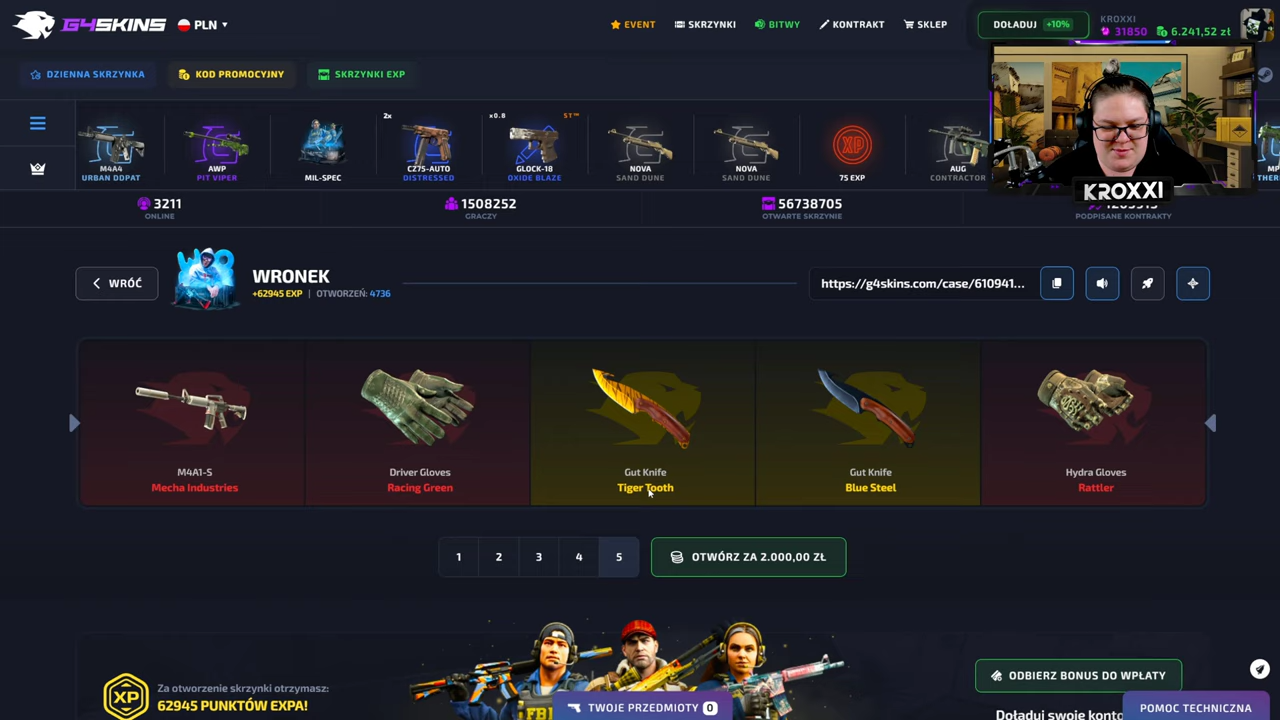 G4SKINS
PLN
EVENT
SKRZYNKI
BITWY
KONTRAKT
SKLEP
DOŁADUJ +10%
KROXXI
31850
6.241,52 zł
DZIENNA SKRZYNKA
KOD PROMOCYJNY
SKRZYNKI EXP
M4A4
URBAN DDPAT
AWP
PIT VIPER
MIL-SPEC
2x
CZ75-AUTO
DISTRESSED
x0.8
ST™
GLOCK-18
OXIDE BLAZE
NOVA
SAND DUNE
NOVA
SAND DUNE
XP
75 EXP
AUG
CONTRACTOR
KROXXI
3211
ONLINE
1508252
GRACZY
56738705
OTWARTE SKRZYNIE
PODPISANE KONTRAKTY
WRÓĆ
WRONEK
+62945 EXP | OTWORZEŃ: 4736
https://g4skins.com/case/610941...
M4A1-S
Mecha Industries
Driver Gloves
Racing Green
Gut Knife
Tiger Tooth
Gut Knife
Blue Steel
Hydra Gloves
Rattler
1 2 3 4 5
OTWÓRZ ZA 2.000,00 ZŁ
XP
Za otworzenie skrzynki otrzymasz:
62945 PUNKTÓW EXPA!
FBI
ODBIERZ BONUS DO WPŁATY
Doładuj swoje konto
TWOJE PRZEDMIOTY 0
POMOC TECHNICZNA